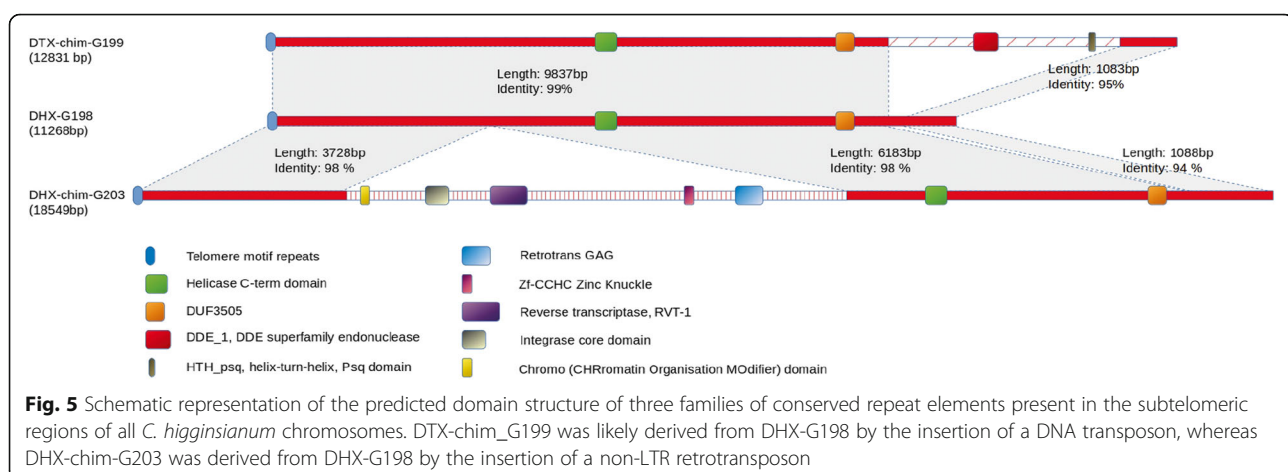 DTX-chim-G199
(12831 bp)
Length: 9837bp
Identity: 99%
Length: 1083bp
Identity: 95%
DHX-G198
(11268bp)
Length: 3728bp
Identity: 98 %
Length: 6183bp
Identity: 98 %
Length: 1088bp
Identity: 94 %
DHX-chim-G203
(18549bp)
Telomere motif repeats
Helicase C-term domain
DUF3505
DDE_1, DDE superfamily endonuclease
HTH_psq, helix-turn-helix, Psq domain
Retrotrans GAG
Zf-CCHC Zinc Knuckle
Reverse transcriptase, RVT-1
Integrase core domain
Chromo (CHRromatin Organisation MOdifier) domain
Fig. 5 Schematic representation of the predicted domain structure of three families of conserved repeat elements present in the subtelomeric
regions of all C. higginsianum chromosomes. DTX-chim_G199 was likely derived from DHX-G198 by the insertion of a DNA transposon, whereas
DHX-chim-G203 was derived from DHX-G198 by the insertion of a non-LTR retrotransposon